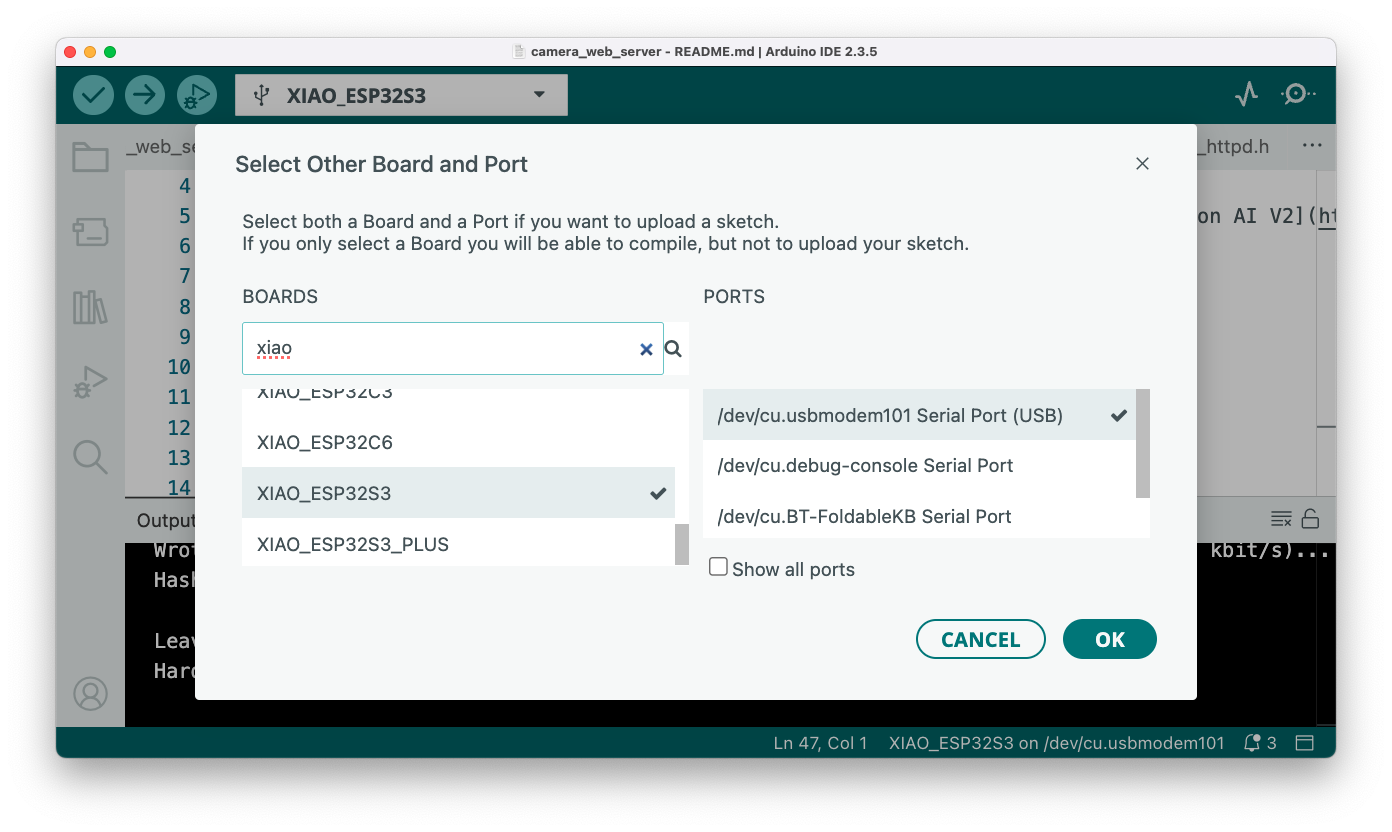 camera_web_server - README.md | Arduino IDE 2.3.5
XIAO_ESP32S3
_web_se
_httpd.h
Select Other Board and Port
Select both a Board and a Port if you want to upload a sketch.
If you only select a Board you will be able to compile, but not to upload your sketch.
BOARDS
PORTS
xiao
XIAO_ESP32C3
XIAO_ESP32C6
XIAO_ESP32S3
XIAO_ESP32S3_PLUS
/dev/cu.usbmodem101 Serial Port (USB)
/dev/cu.debug-console Serial Port
/dev/cu.BT-FoldableKB Serial Port
Show all ports
CANCEL
OK
4
5
on AI V2](ht
6
7
8
9
10
11
12
13
14
Output
Wrot
kbit/s)...
Hash
Leav
Hard
Ln 47, Col 1
XIAO_ESP32S3 on /dev/cu.usbmodem101
3